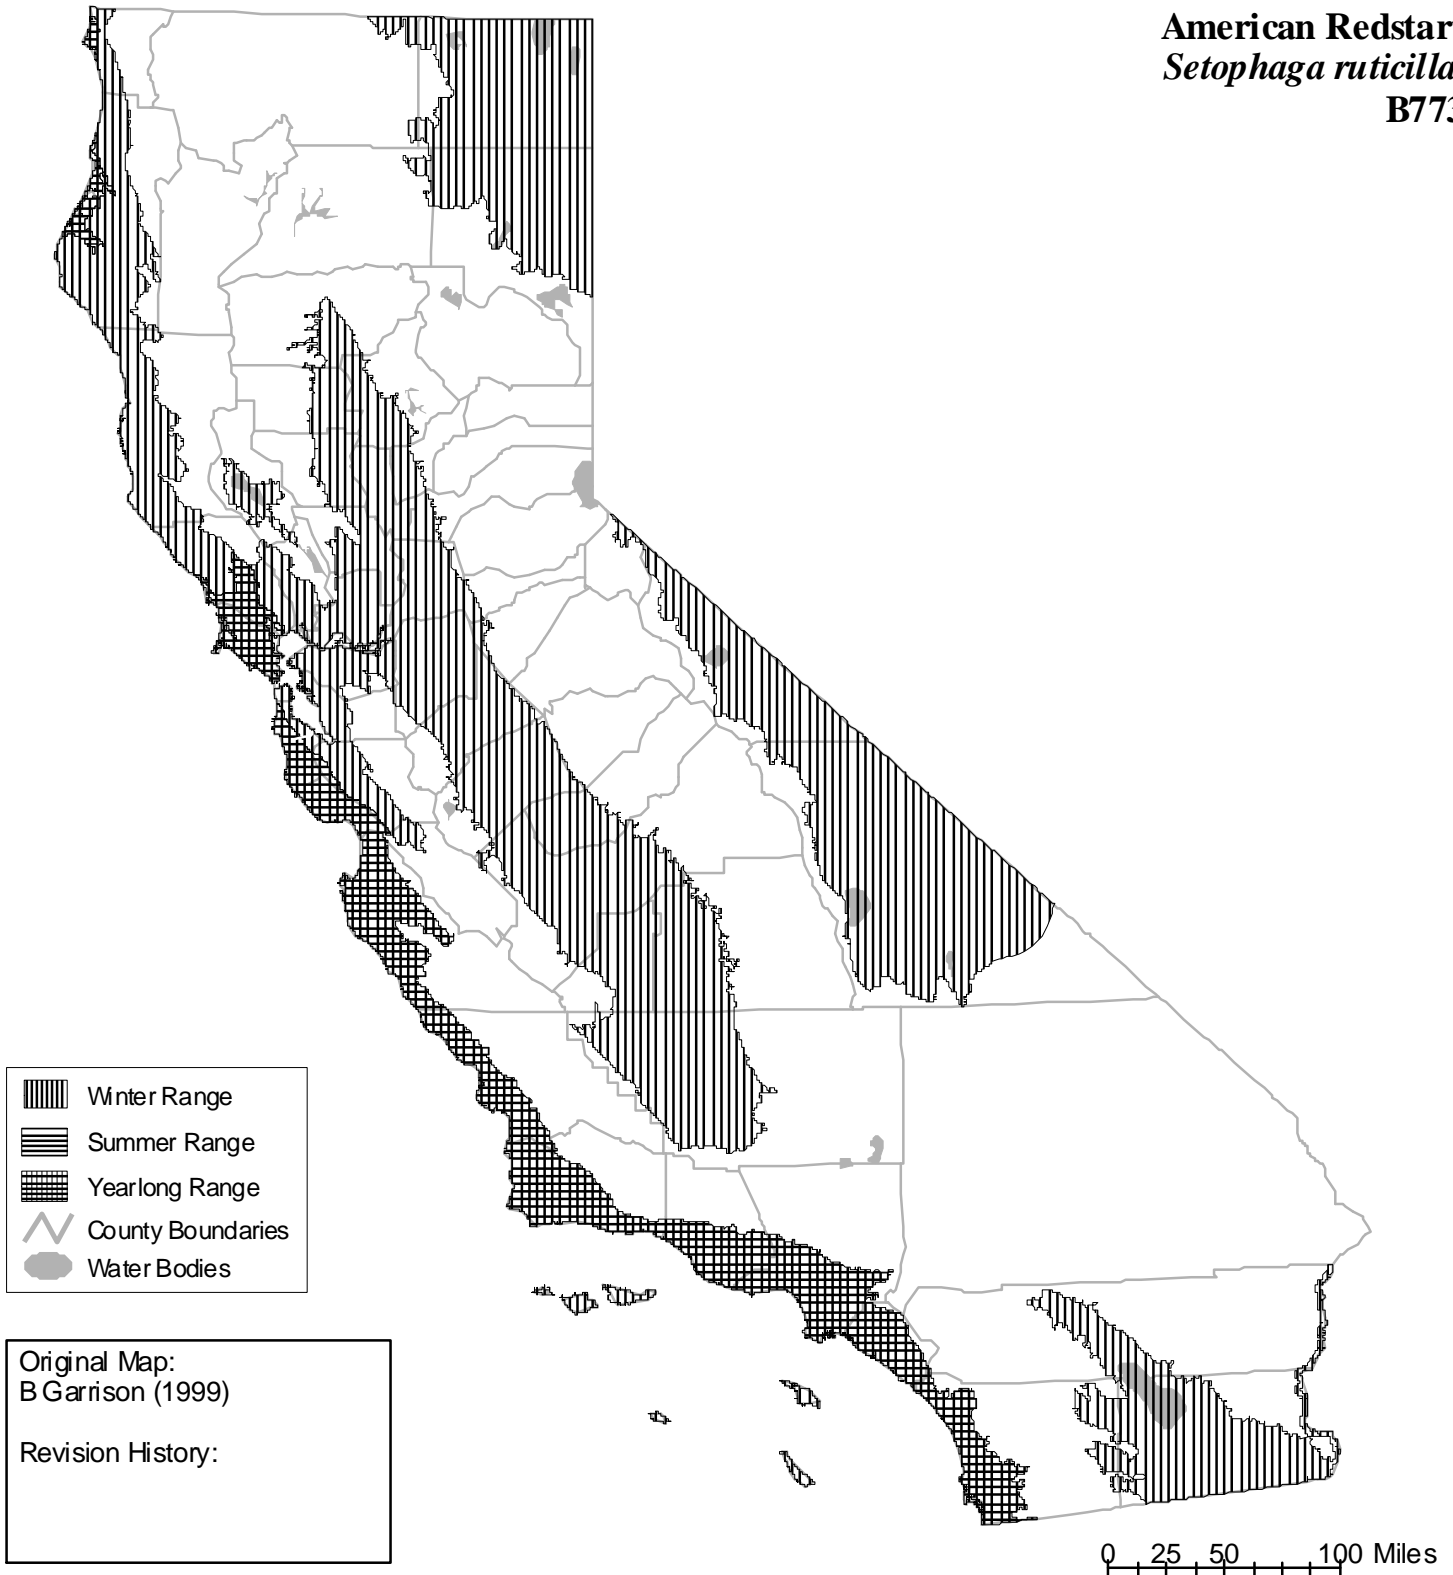 American Redstar
Setophaga ruticilla
B773
Winter Range
Summer Range
Yearlong Range
County Boundaries
Water Bodies
Original Map:
B Garrison (1999)
Revision History:
0 25 50 100 Miles